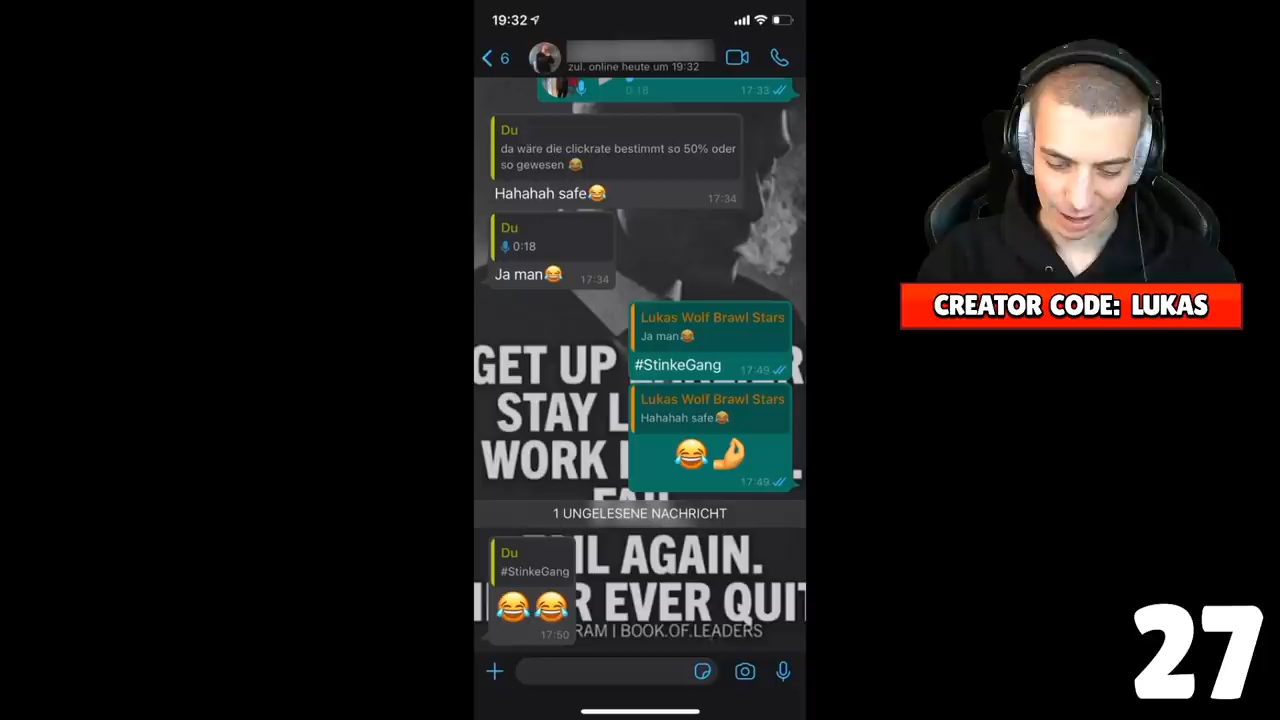 19:32
6
zul. online heute um 19:32
0:18
17:33
Du
da wäre die clickrate bestimmt so 50% oder
so gewesen 😂
Hahahah safe😂
17:34
Du
0:18
Ja man😂
17:34
Lukas Wolf Brawl Stars
Ja man😂
#StinkeGang
17:49
Lukas Wolf Brawl Stars
Hahahah safe😂
😂🤌
17:49
GET UP
STAY
WORK
1 UNGELESENE NACHRICHT
AGAIN.
EVER QUIT
BOOK.OF.LEADERS
Du
#StinkeGang
😂😂
17:50
CREATOR CODE: LUKAS
27